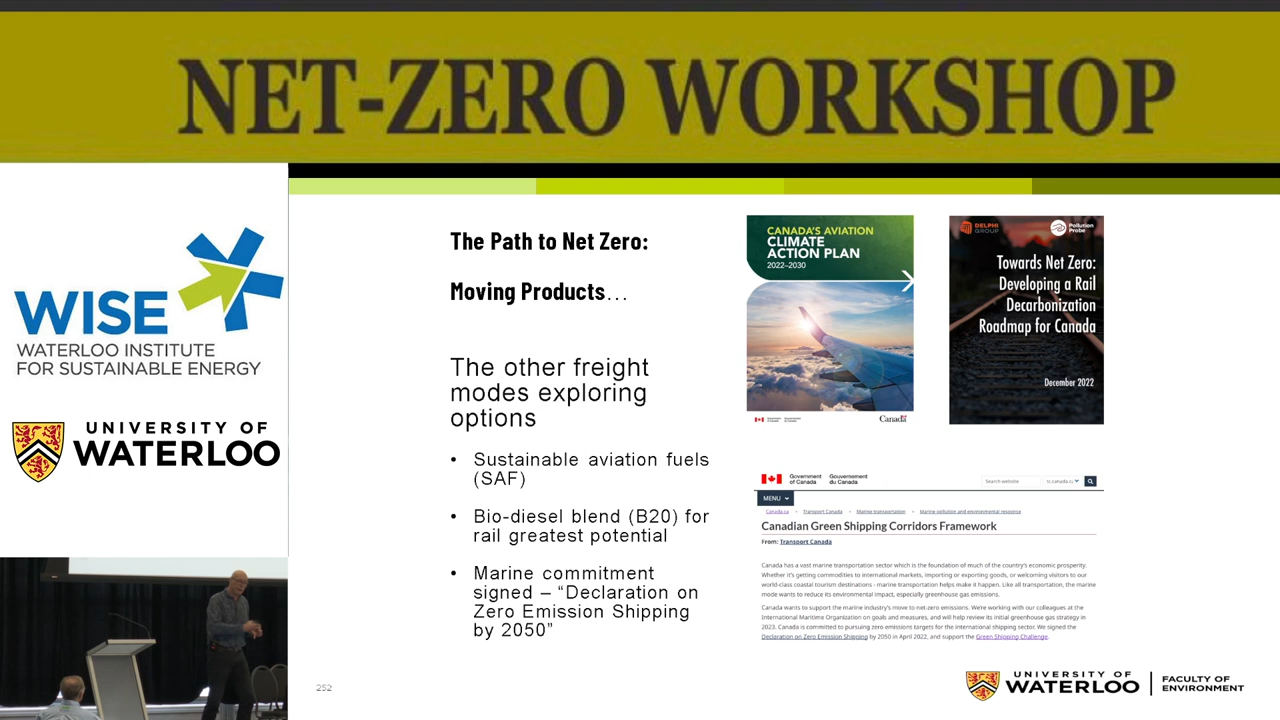 NET-ZERO WORKSHOP
WISE
WATERLOO INSTITUTE
FOR SUSTAINABLE ENERGY
UNIVERSITY OF
WATERLOO
The Path to Net Zero:
Moving Products...
The other freight
modes exploring
options
• Sustainable aviation fuels
(SAF)
• Bio-diesel blend (B20) for
rail greatest potential
• Marine commitment
signed – “Declaration on
Zero Emission Shipping
by 2050”
252
CANADA'S AVIATION
CLIMATE
ACTION PLAN
2022–2030
Canada
DELPHI
GROUP
Pollution
Probe
Towards Net Zero:
Developing a Rail
Decarbonization
Roadmap for Canada
December 2022
Government
of Canada
Gouvernement
du Canada
Search website
MENU
Canada.ca > Transport Canada > Marine transportation > Marine pollution and environmental response
Canadian Green Shipping Corridors Framework
From: Transport Canada
Canada has a vast marine transportation sector which is the foundation of much of the country's economic prosperity.
Whether it's getting commodities to international markets, importing or exporting goods, or welcoming visitors to our
world-class coastal tourism destinations - marine transportation helps make it happen. Like all transportation, the marine
mode wants to reduce its environmental impact, especially greenhouse gas emissions.
Canada wants to support the marine industry's move to net-zero emissions. We're working with our colleagues at the
International Maritime Organization on goals and measures, and will help review its initial greenhouse gas strategy in
2023. Canada is committed to pursuing zero emissions targets for the international shipping sector. We signed the
Declaration on Zero Emission Shipping by 2050 in April 2022, and support the Green Shipping Challenge.
UNIVERSITY OF
WATERLOO
FACULTY OF
ENVIRONMENT